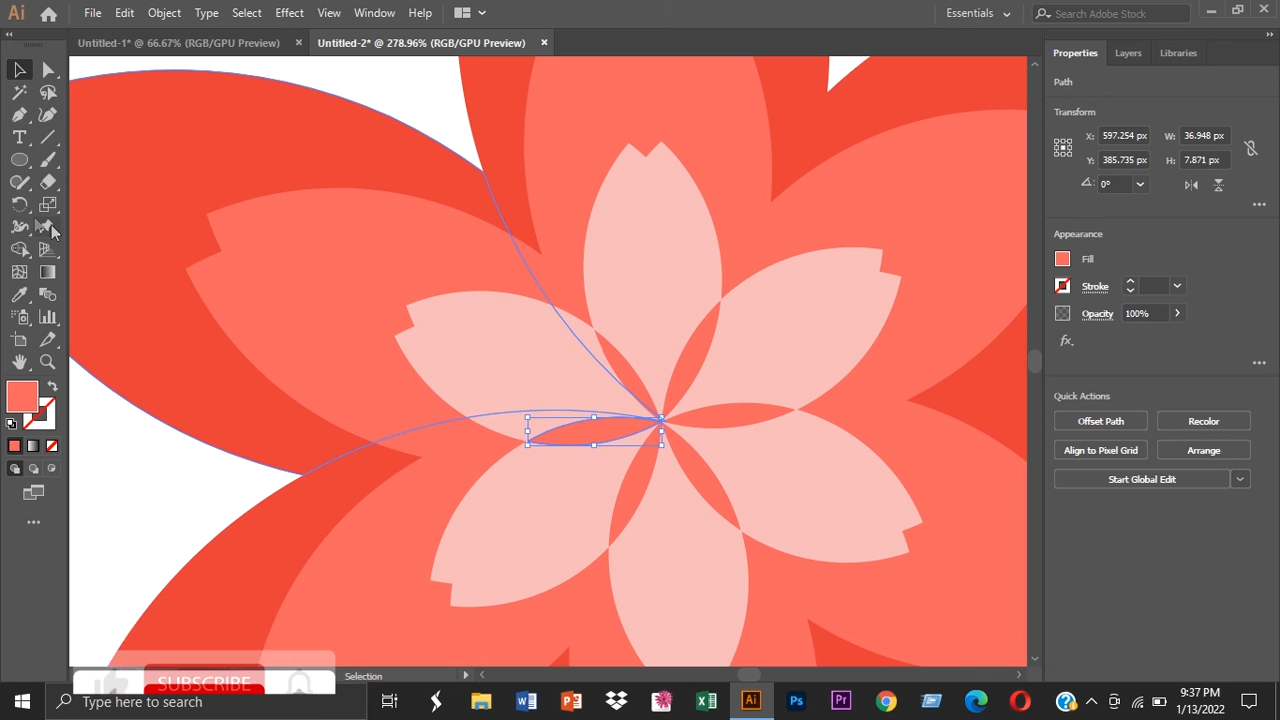 Ai File Edit Object Type Select Effect View Window Help Essentials Search Adobe Stock
Untitled-1* @ 66.67% (RGB/GPU Preview) × Untitled-2* @ 278.96% (RGB/GPU Preview) ×
Properties Layers Libraries
Path
Transform
X: 597.254 px W: 36.948 px
Y: 385.735 px H: 7.871 px
0°
Appearance
Fill
Stroke
Opacity 100%
fx
Quick Actions
Offset Path Recolor
Align to Pixel Grid Arrange
Start Global Edit
Selection
SUBSCRIBE
Type here to search
9:37 PM
1/13/2022